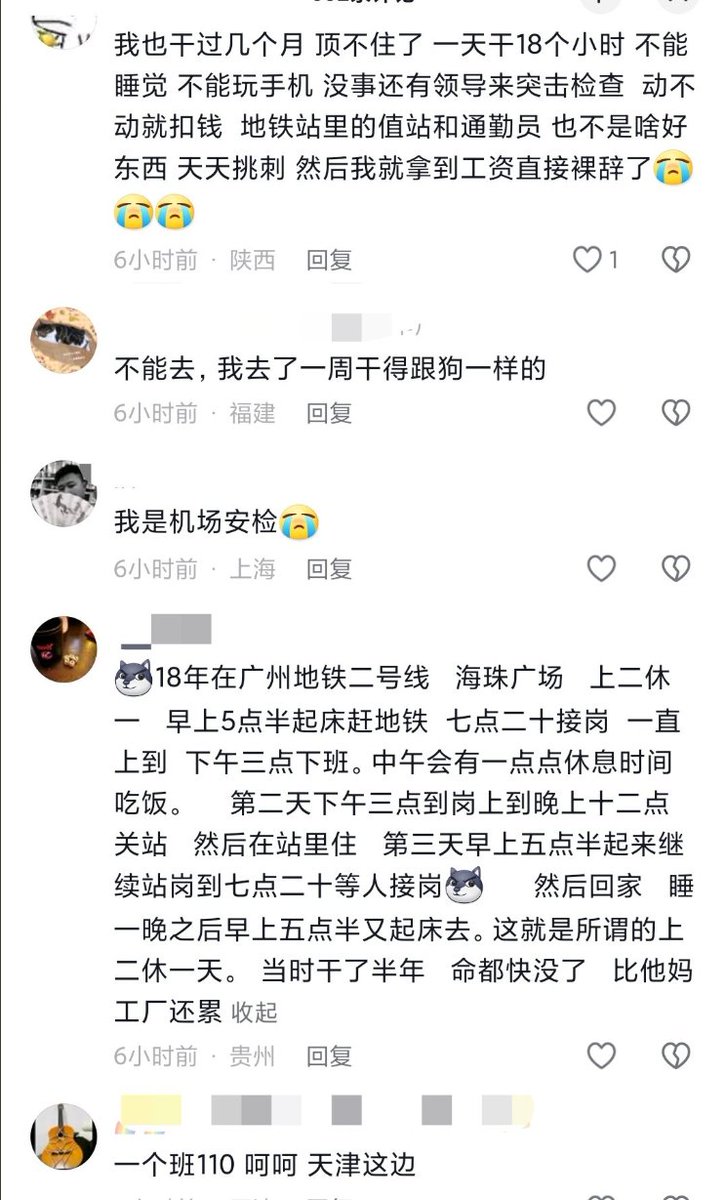 我也干过几个月 顶不住了 一天干18个小时 不能
睡觉 不能玩手机 没事还有领导来突击检查 动不
动就扣钱 地铁站里的值站和通勤员 也不是啥好
东西 天天挑刺 然后我就拿到工资直接裸辞了😭
😭😭
6小时前 · 陕西 回复
1
不能去，我去了一周干得跟狗一样的
6小时前 · 福建 回复
我是机场安检😭
6小时前 · 上海 回复
18年在广州地铁二号线 海珠广场 上二休
一 早上5点半起床赶地铁 七点二十接岗 一直
上到 下午三点下班。中午会有一点点休息时间
吃饭。 第二天下午三点到岗上到晚上十二点
关站 然后在站里住 第三天早上五点半起来继
续站岗到七点二十等人接岗 然后回家 睡
一晚之后早上五点半又起床去。这就是所谓的上
二休一天。 当时干了半年 命都快没了 比他妈
工厂还累 收起
6小时前 · 贵州 回复
一个班110 呵呵 天津这边